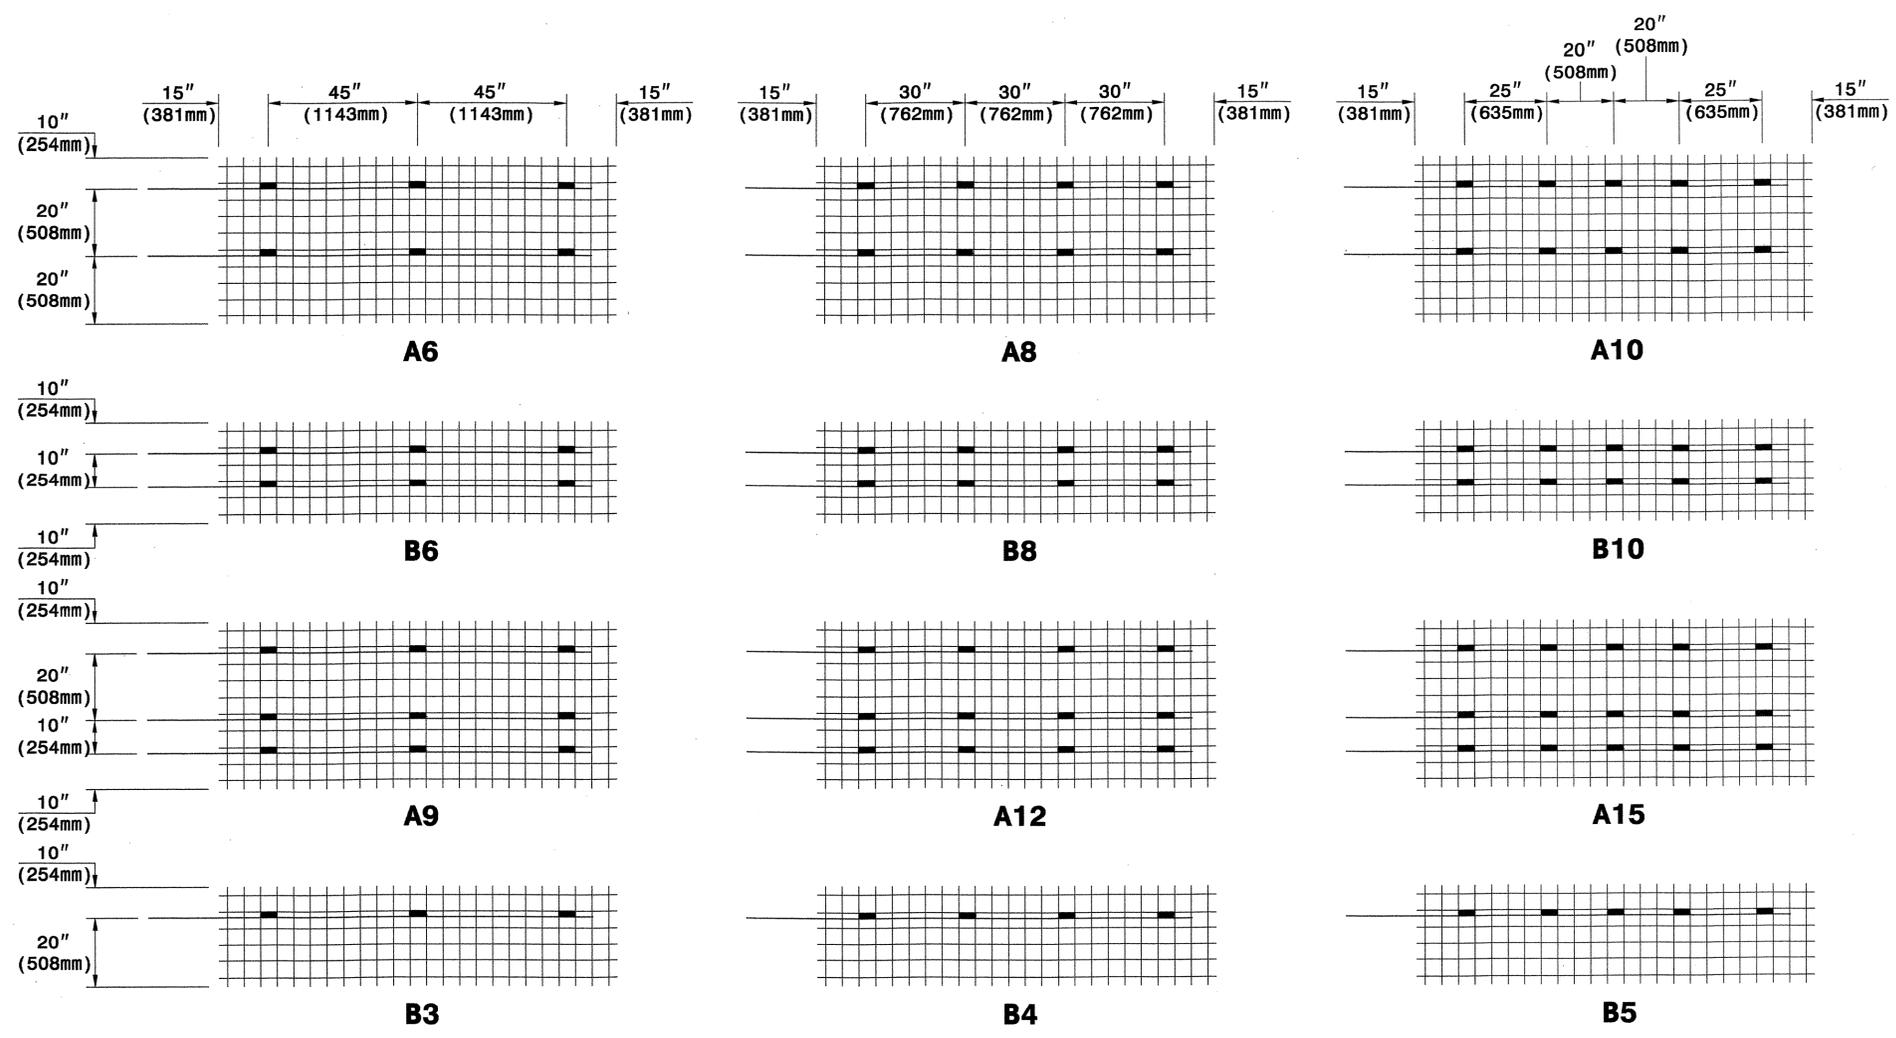 20″
(508mm)
20″
(508mm)
15″
(381mm)
45″
(1143mm)
45″
(1143mm)
15″
(381mm)
15″
(381mm)
30″
(762mm)
30″
(762mm)
30″
(762mm)
15″
(381mm)
15″
(381mm)
25″
(635mm)
25″
(635mm)
15″
(381mm)
10″
(254mm)
20″
(508mm)
20″
(508mm)
A6
A8
A10
10″
(254mm)
10″
(254mm)
10″
(254mm)
B6
B8
B10
10″
(254mm)
20″
(508mm)
10″
(254mm)
10″
(254mm)
A9
A12
A15
10″
(254mm)
20″
(508mm)
B3
B4
B5